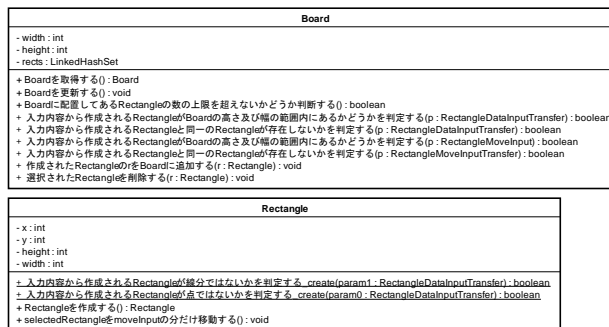 Board
- width : int
- height : int
- rects : LinkedHashSet
+ Boardを取得する() : Board
+ Boardを更新する() : void
+ Boardに配置してあるRectangleの数の上限を超えないかどうか判断する() : boolean
+ 入力内容から作成されるRectangleがBoardの高さ及び幅の範囲内にあるかどうかを判定する(p : RectangleDataInputTransfer) : boolean
+ 入力内容から作成されるRectangleと同一のRectangleが存在しないかを判定する(p : RectangleDataInputTransfer) : boolean
+ 入力内容から作成されるRectangleがBoardの高さ及び幅の範囲内にあるかどうかを判定する(p : RectangleMoveInput) : boolean
+ 入力内容から作成されるRectangleと同一のRectangleが存在しないかを判定する(p : RectangleMoveInputTransfer) : boolean
+ 作成されたRectangleのrをBoardに追加する(r : Rectangle) : void
+ 選択されたRectangleを削除する(r : Rectangle) : void
Rectangle
- x : int
- y : int
- height : int
- width : int
+ 入力内容から作成されるRectangleが線分ではないかを判定する_create(param1 : RectangleDataInputTransfer) : boolean
+ 入力内容から作成されるRectangleが点ではないかを判定する_create(param0 : RectangleDataInputTransfer) : boolean
+ Rectangleを作成する() : Rectangle
+ selectedRectangleをmoveInputの分だけ移動する() : void